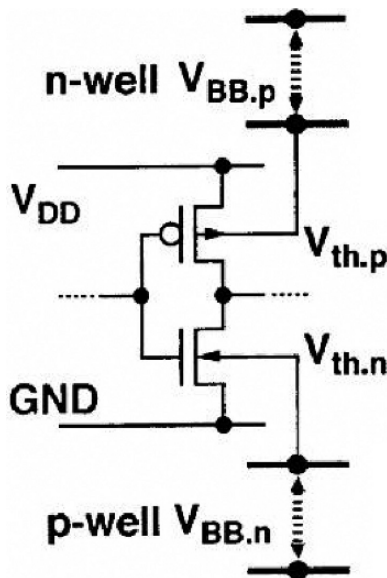 n-well V_BB.p
V_DD
V_th.p
V_th.n
GND
p-well V_BB.n